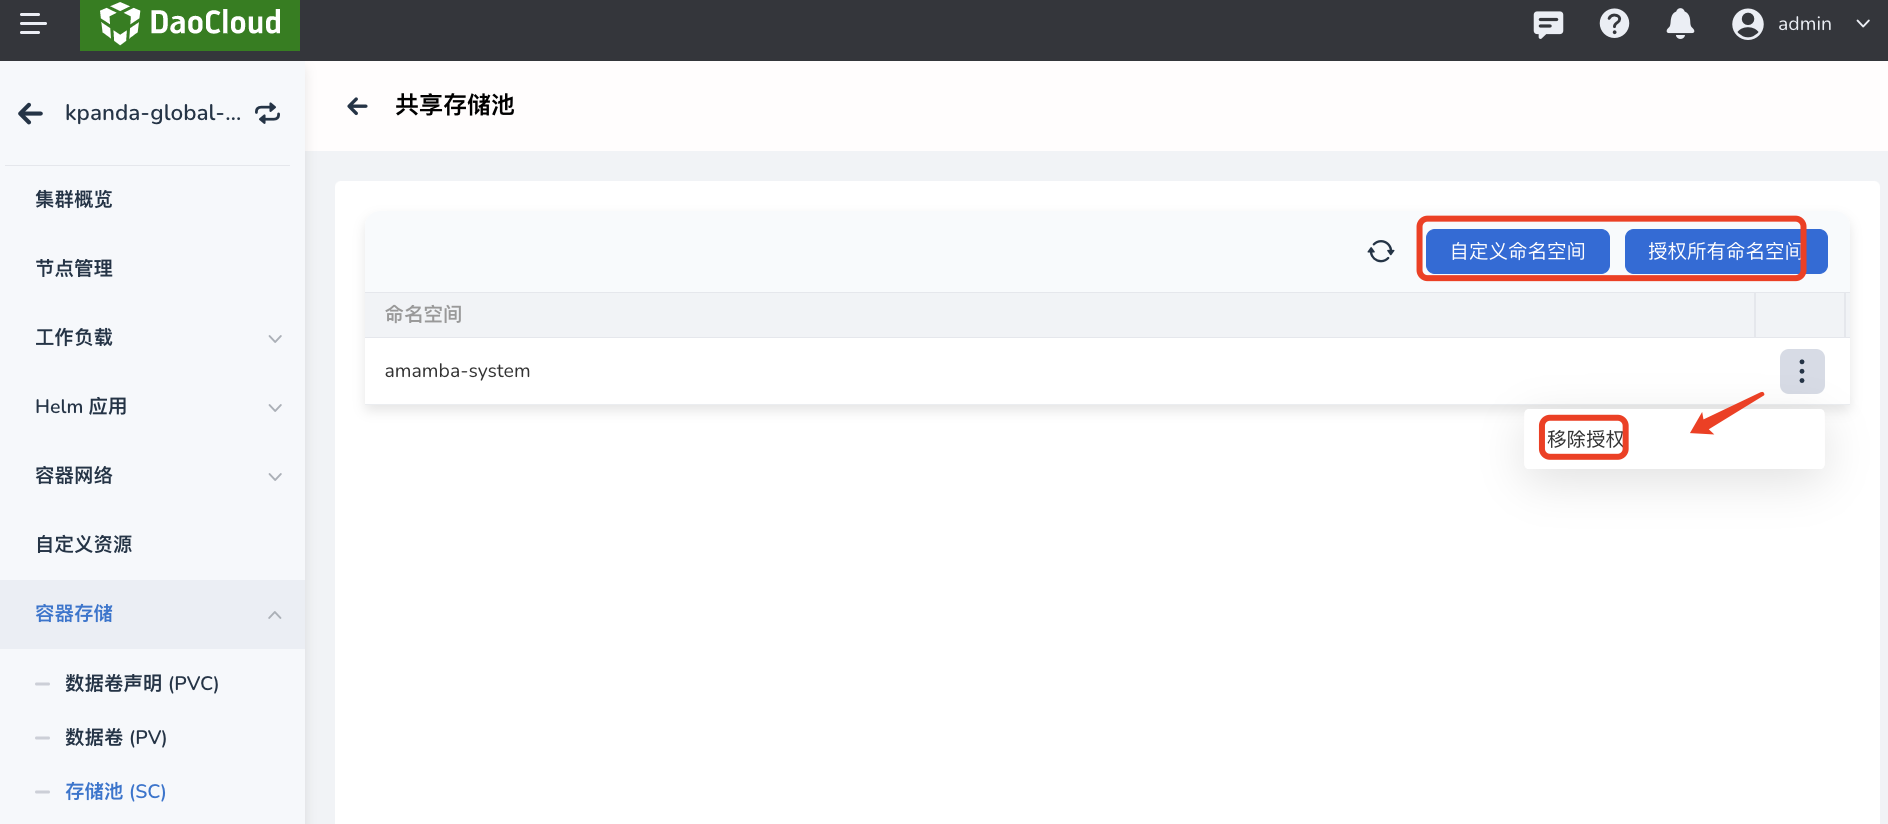 DaoCloud
admin
kpanda-global-...
共享存储池
集群概览
节点管理
工作负载
Helm 应用
容器网络
自定义资源
容器存储
数据卷声明 (PVC)
数据卷 (PV)
存储池 (SC)
自定义命名空间
授权所有命名空间
命名空间
amamba-system
移除授权